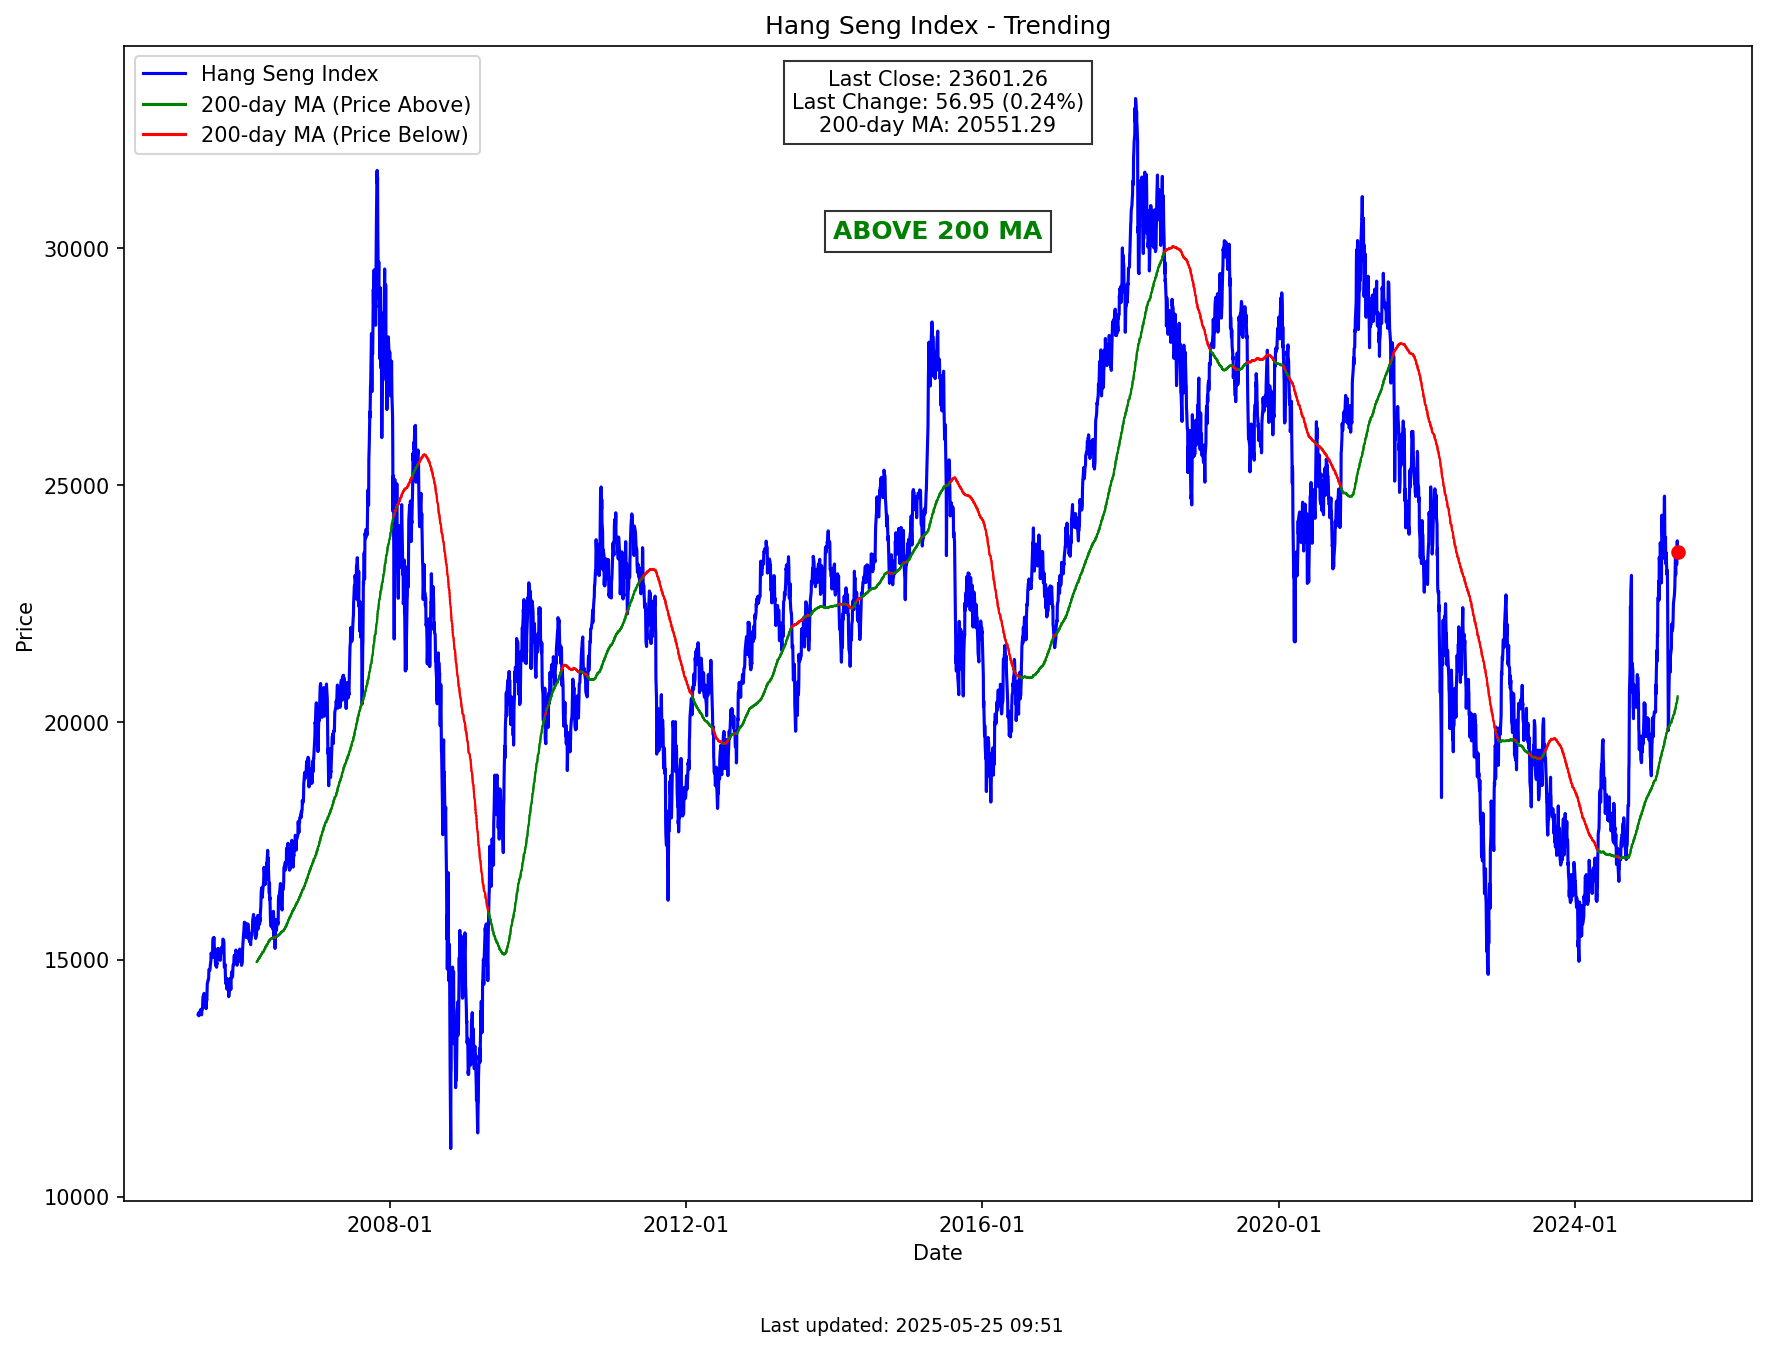 Hang Seng Index - Trending
Hang Seng Index
200-day MA (Price Above)
200-day MA (Price Below)
Last Close: 23601.26
Last Change: 56.95 (0.24%)
200-day MA: 20551.29
ABOVE 200 MA
Price
30000
25000
20000
15000
10000
2008-01
2012-01
2016-01
2020-01
2024-01
Date
Last updated: 2025-05-25 09:51